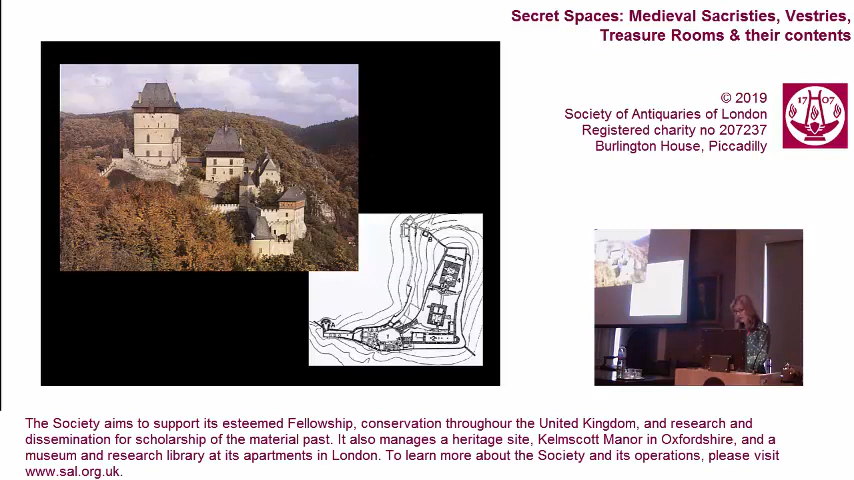 Secret Spaces: Medieval Sacristies, Vestries,
Treasure Rooms & their contents
© 2019
Society of Antiquaries of London
Registered charity no 207237
Burlington House, Piccadilly
17 07
The Society aims to support its esteemed Fellowship, conservation throughour the United Kingdom, and research and
dissemination for scholarship of the material past. It also manages a heritage site, Kelmscott Manor in Oxfordshire, and a
museum and research library at its apartments in London. To learn more about the Society and its operations, please visit
www.sal.org.uk.